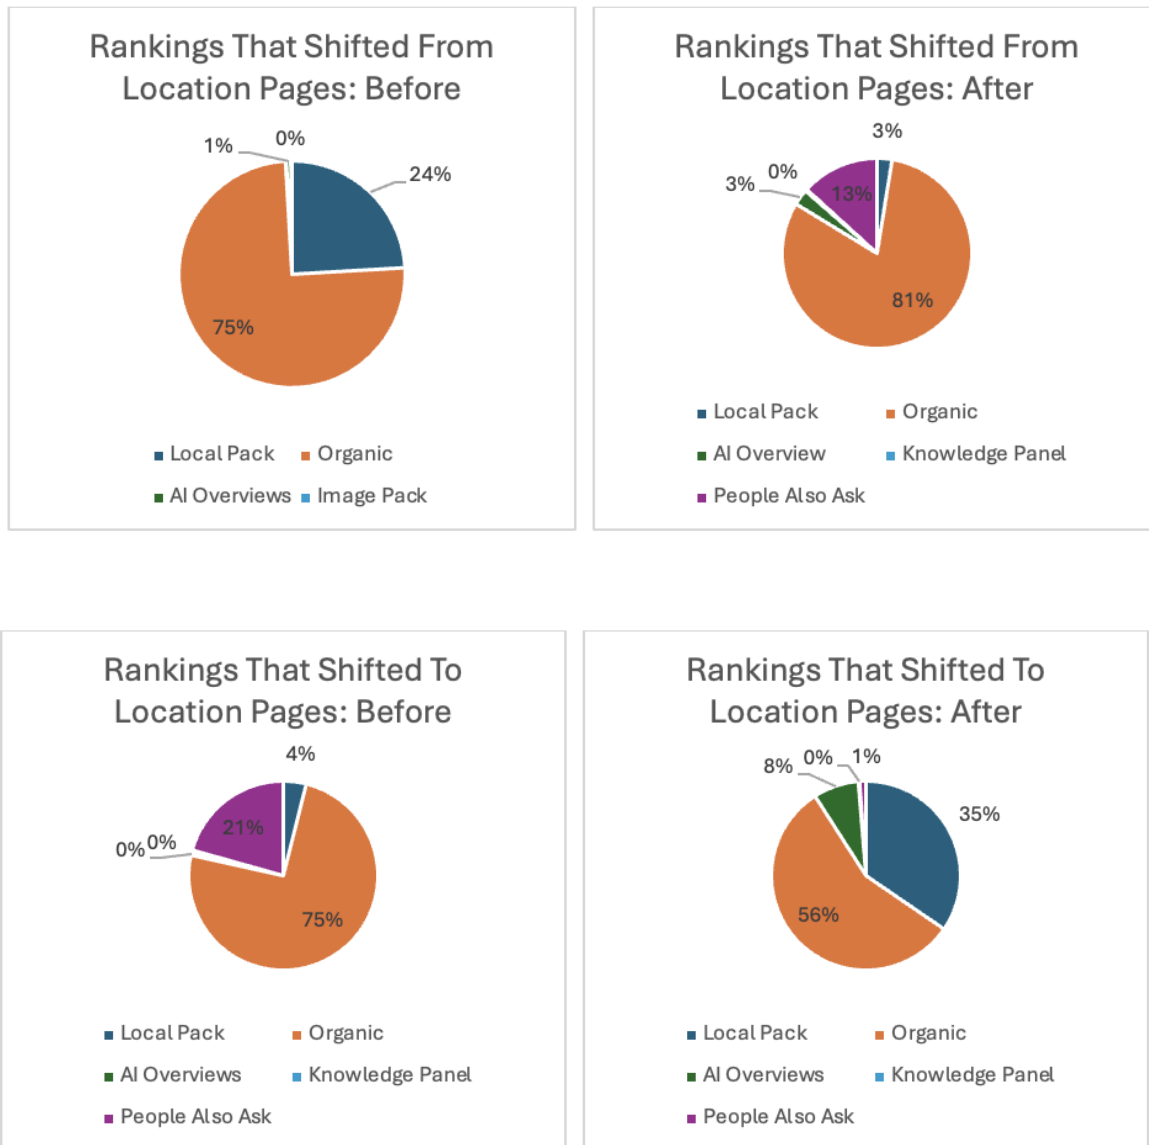 Rankings That Shifted From
Location Pages: Before
1%
0%
24%
75%
Local Pack
Organic
AI Overviews
Image Pack
Rankings That Shifted From
Location Pages: After
3%
0%
3%
13%
81%
Local Pack
Organic
AI Overview
Knowledge Panel
People Also Ask
Rankings That Shifted To
Location Pages: Before
4%
21%
0%
0%
75%
Local Pack
Organic
AI Overviews
Knowledge Panel
People Also Ask
Rankings That Shifted To
Location Pages: After
8%
0%
1%
35%
56%
Local Pack
Organic
AI Overviews
Knowledge Panel
People Also Ask